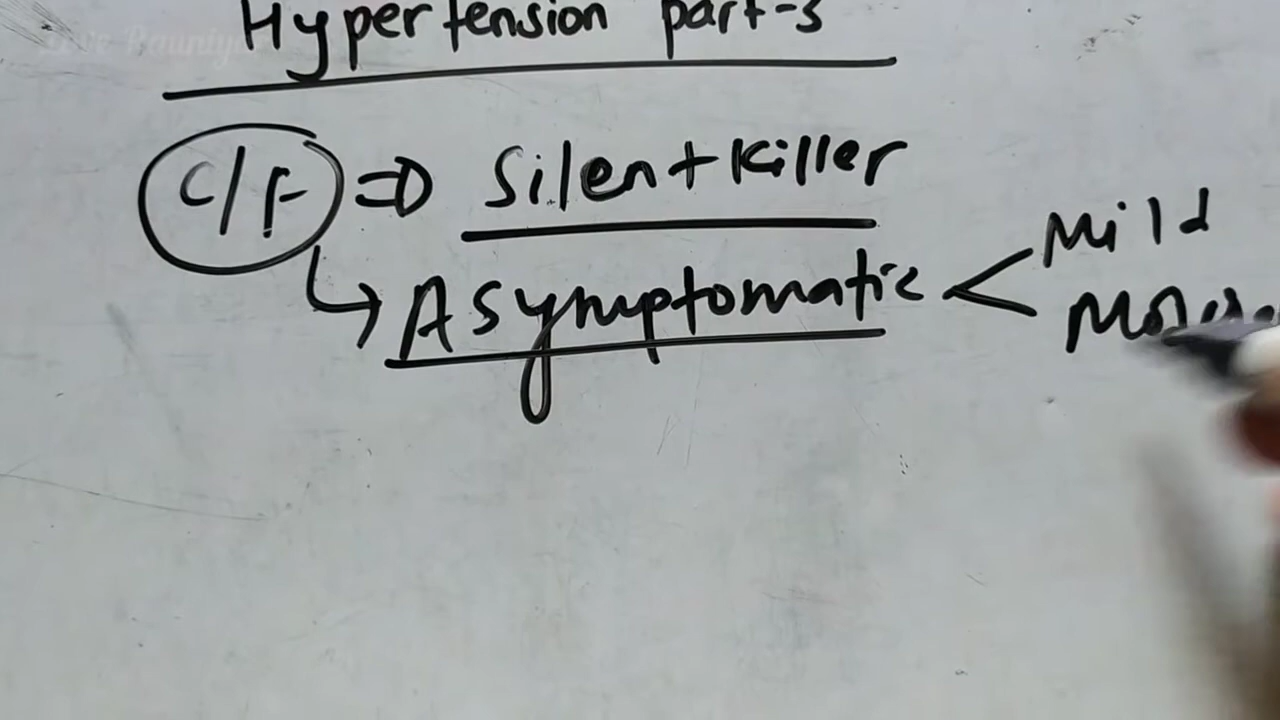 Hypertension part-3
C/F ⇒ Silent Killer
↳ Asymptomatic < Mild